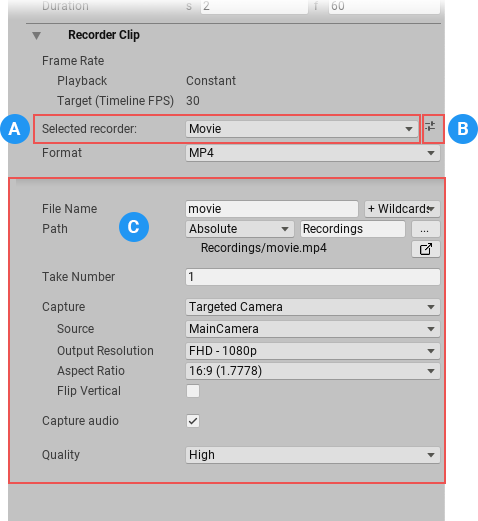 Duration s 2 f 60
Recorder Clip
Frame Rate
Playback Constant
Target (Timeline FPS) 30
A Selected recorder: Movie B
Format MP4
File Name movie + Wildcards
Path C Absolute Recordings ...
Recordings/movie.mp4
Take Number 1
Capture Targeted Camera
Source MainCamera
Output Resolution FHD - 1080p
Aspect Ratio 16:9 (1.7778)
Flip Vertical
Capture audio
Quality High